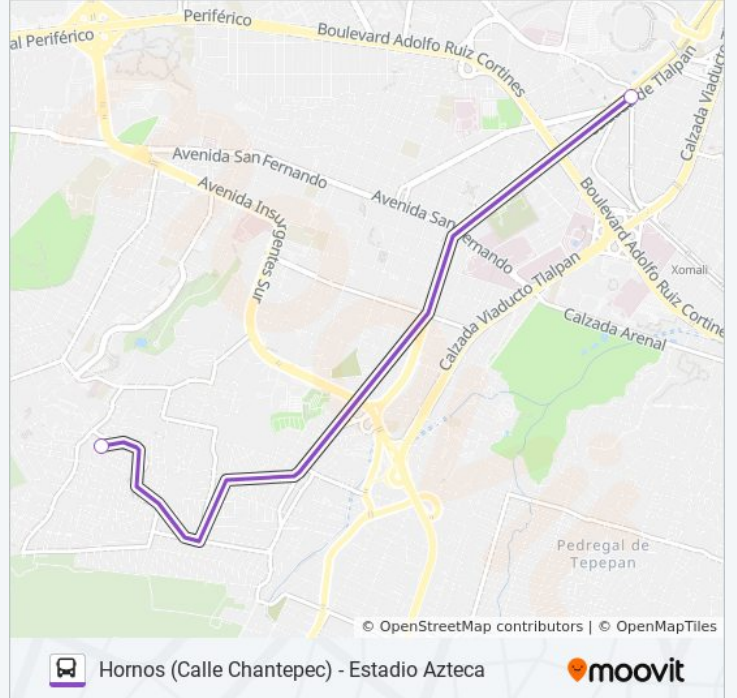 Periférico
al Periférico
Boulevard Adolfo Ruiz Cortines
de Tlalpan
Calzada Viaducto
Avenida San Fernando
Avenida Insurgentes Sur
Avenida San Fernando
Boulevard Adolfo Ruiz Cortine
Xomali
Calzada Viaducto Tlalpan
Calzada Arenal
Pedregal de
Tepepan
© OpenStreetMap contributors | © OpenMapTiles
Hornos (Calle Chantepec) - Estadio Azteca
moovit